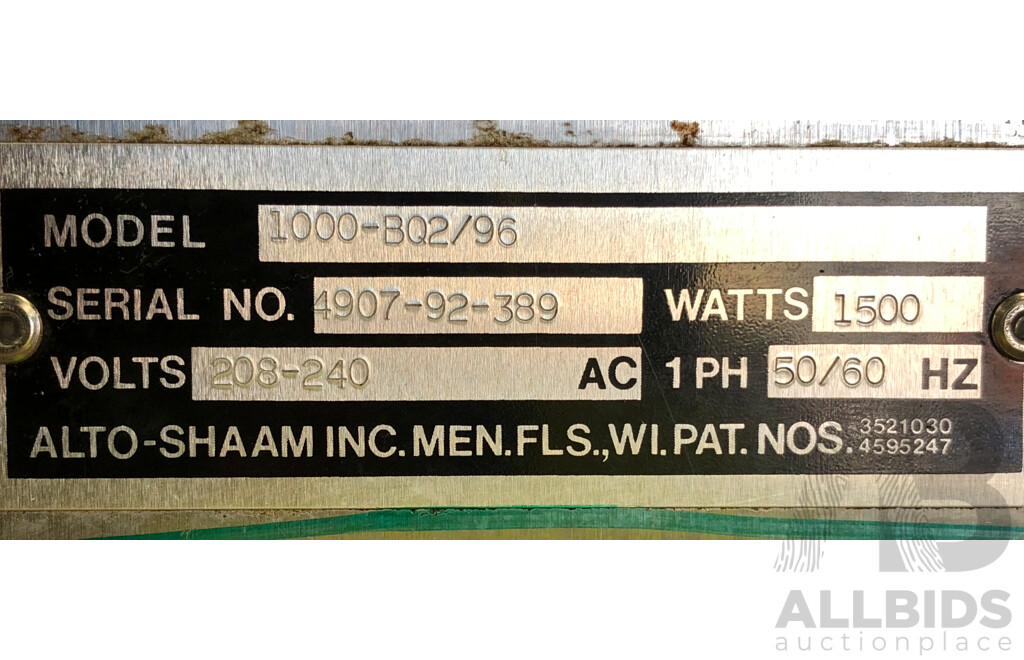 MODEL 1000-BQ2/96
SERIAL NO. 4907-92-389 WATTS 1500
VOLTS 208-240 AC 1 PH 50/60 HZ
ALTO-SHAAM INC. MEN. FLS., WI. PAT. NOS. 3521030
4595247
AB
ALLBIDS
auctionplace